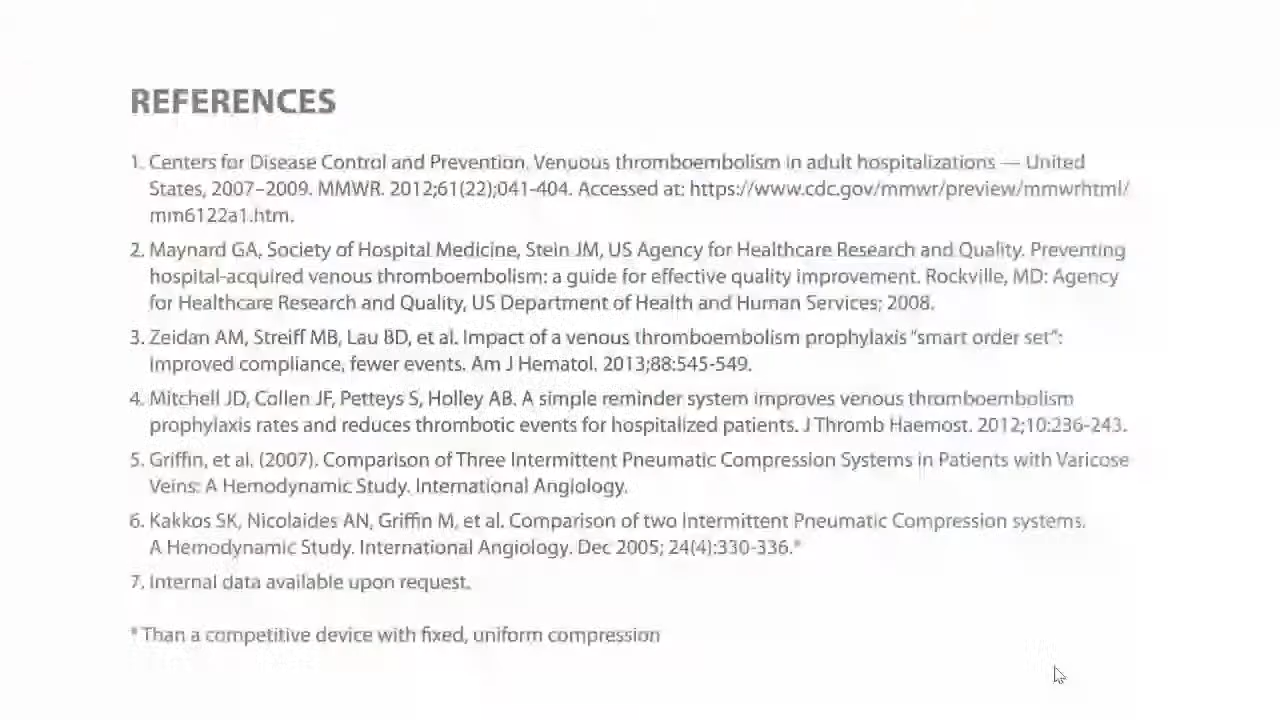 REFERENCES
1. Centers for Disease Control and Prevention. Venuous thromboembolism in adult hospitalizations — United
States, 2007–2009. MMWR. 2012;61(22);041-404. Accessed at: https://www.cdc.gov/mmwr/preview/mmwrhtml/
mm6122a1.htm.
2. Maynard GA, Society of Hospital Medicine, Stein JM, US Agency for Healthcare Research and Quality. Preventing
hospital-acquired venous thromboembolism: a guide for effective quality improvement. Rockville, MD: Agency
for Healthcare Research and Quality, US Department of Health and Human Services; 2008.
3. Zeidan AM, Streiff MB, Lau BD, et al. Impact of a venous thromboembolism prophylaxis "smart order set":
Improved compliance, fewer events. Am J Hematol. 2013;88:545-549.
4. Mitchell JD, Collen JF, Petteys S, Holley AB. A simple reminder system improves venous thromboembolism
prophylaxis rates and reduces thrombotic events for hospitalized patients. J Thromb Haemost. 2012;10:236-243.
5. Griffin, et al. (2007). Comparison of Three Intermittent Pneumatic Compression Systems in Patients with Varicose
Veins: A Hemodynamic Study. International Angiology.
6. Kakkos SK, Nicolaides AN, Griffin M, et al. Comparison of two Intermittent Pneumatic Compression systems.
A Hemodynamic Study. International Angiology. Dec 2005; 24(4):330-336.*
7. Internal data available upon request.
* Than a competitive device with fixed, uniform compression